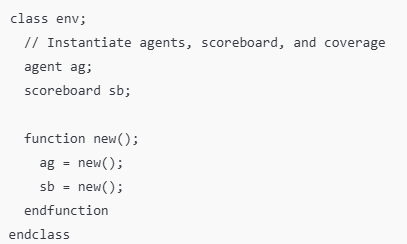 class env;
  // Instantiate agents, scoreboard, and coverage
  agent ag;
  scoreboard sb;

  function new();
    ag = new();
    sb = new();
  endfunction
endclass